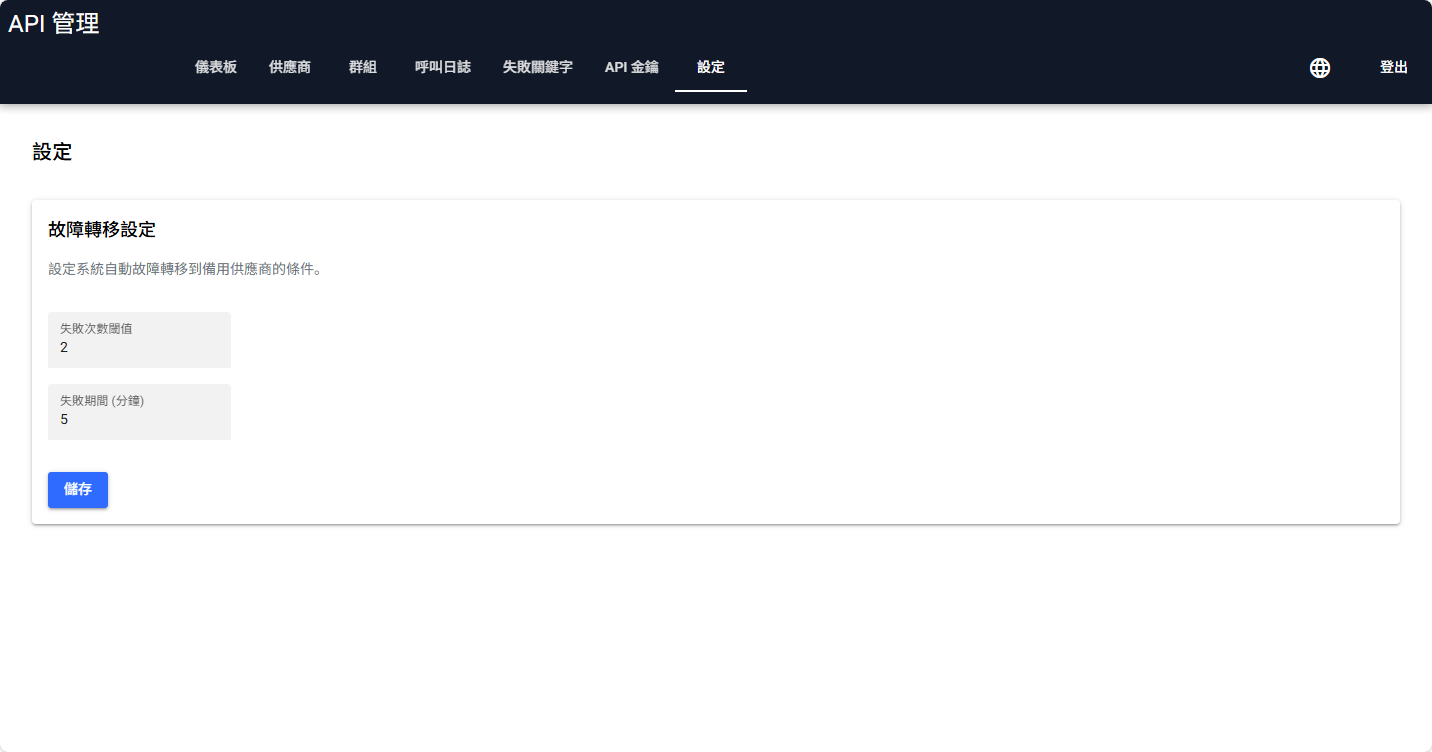 API 管理
儀表板 供應商 群組 呼叫日誌 失敗關鍵字 API 金鑰 設定 登出
設定
故障轉移設定
設定系統自動故障轉移到備用供應商的條件。
失敗次數閾值
2
失敗期間 (分鐘)
5
儲存